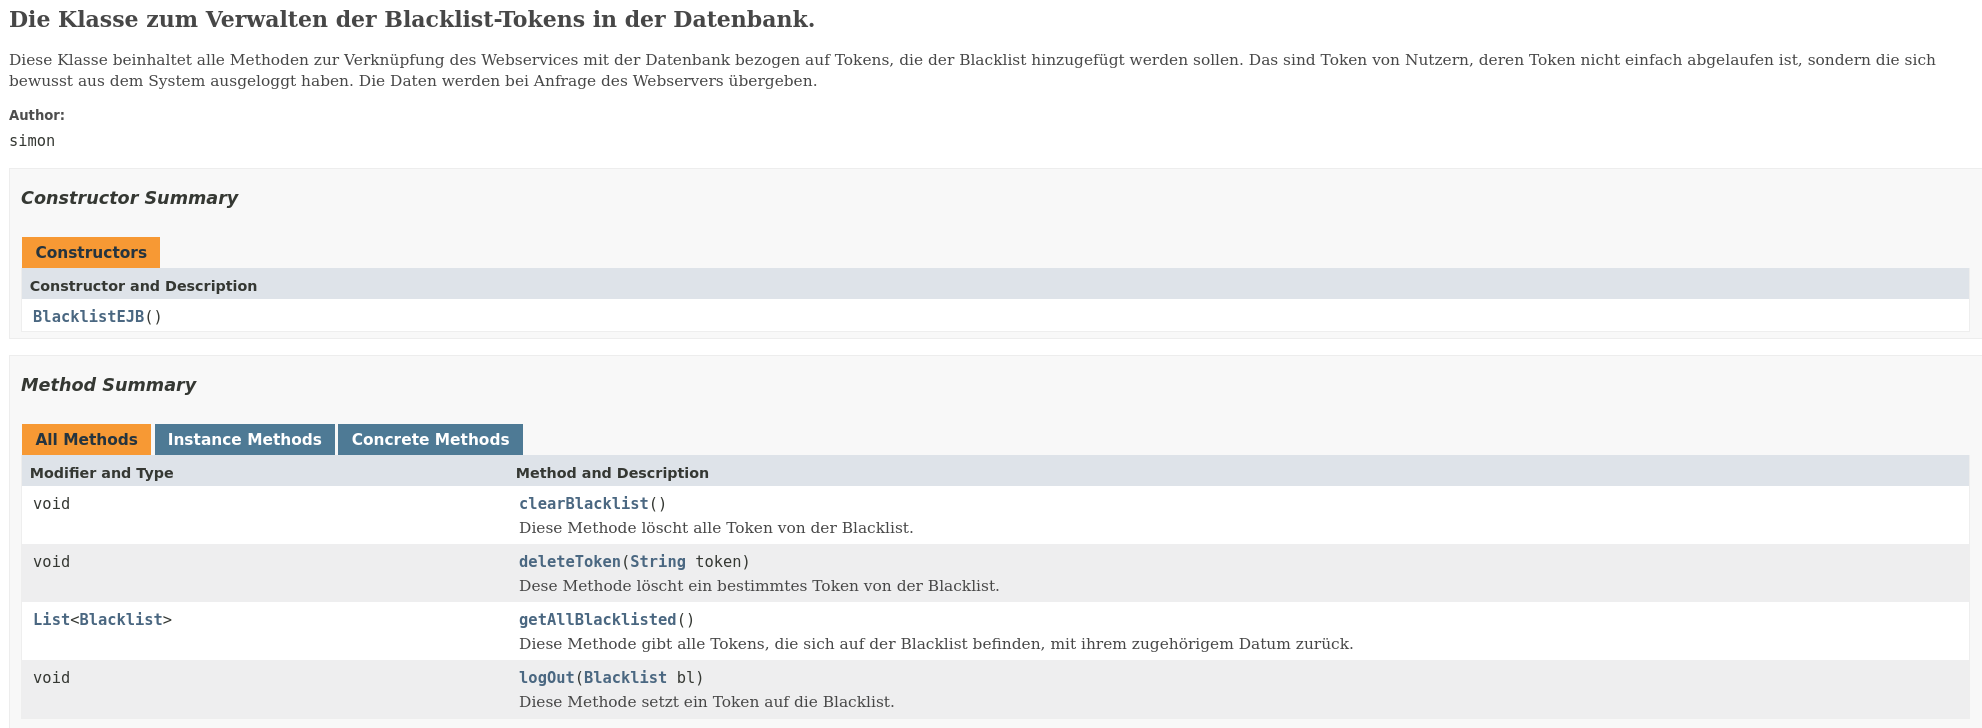 Die Klasse zum Verwalten der Blacklist-Tokens in der Datenbank.
Diese Klasse beinhaltet alle Methoden zur Verknüpfung des Webservices mit der Datenbank bezogen auf Tokens, die der Blacklist hinzugefügt werden sollen. Das sind Token von Nutzern, deren Token nicht einfach abgelaufen ist, sondern die sich
bewusst aus dem System ausgeloggt haben. Die Daten werden bei Anfrage des Webservers übergeben.
Author:
simon
Constructor Summary
Constructors
Constructor and Description
BlacklistEJB()
Method Summary
All Methods Instance Methods Concrete Methods
Modifier and Type Method and Description
void clearBlacklist()
Diese Methode löscht alle Token von der Blacklist.
void deleteToken(String token)
Dese Methode löscht ein bestimmtes Token von der Blacklist.
List<Blacklist> getAllBlacklisted()
Diese Methode gibt alle Tokens, die sich auf der Blacklist befinden, mit ihrem zugehörigem Datum zurück.
void logOut(Blacklist bl)
Diese Methode setzt ein Token auf die Blacklist.